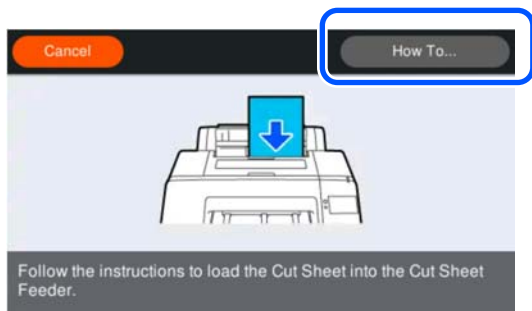 Cancel
How To...
Follow the instructions to load the Cut Sheet into the Cut Sheet
Feeder.